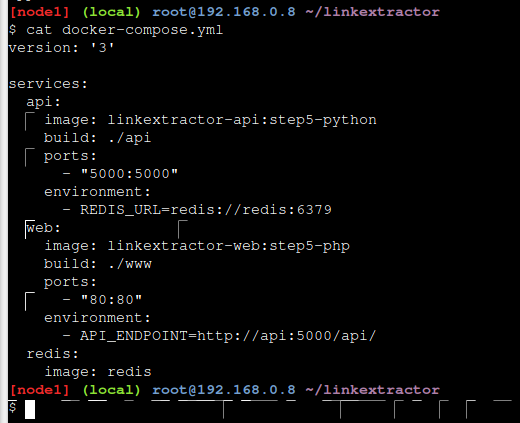 [node1] (local) root@192.168.0.8 ~/linkextractor
$ cat docker-compose.yml
version: '3'

services:
  api:
    image: linkextractor-api:step5-python
    build: ./api
    ports:
      - "5000:5000"
    environment:
      - REDIS_URL=redis://redis:6379
  web:
    image: linkextractor-web:step5-php
    build: ./www
    ports:
      - "80:80"
    environment:
      - API_ENDPOINT=http://api:5000/api/
  redis:
    image: redis
[node1] (local) root@192.168.0.8 ~/linkextractor
$